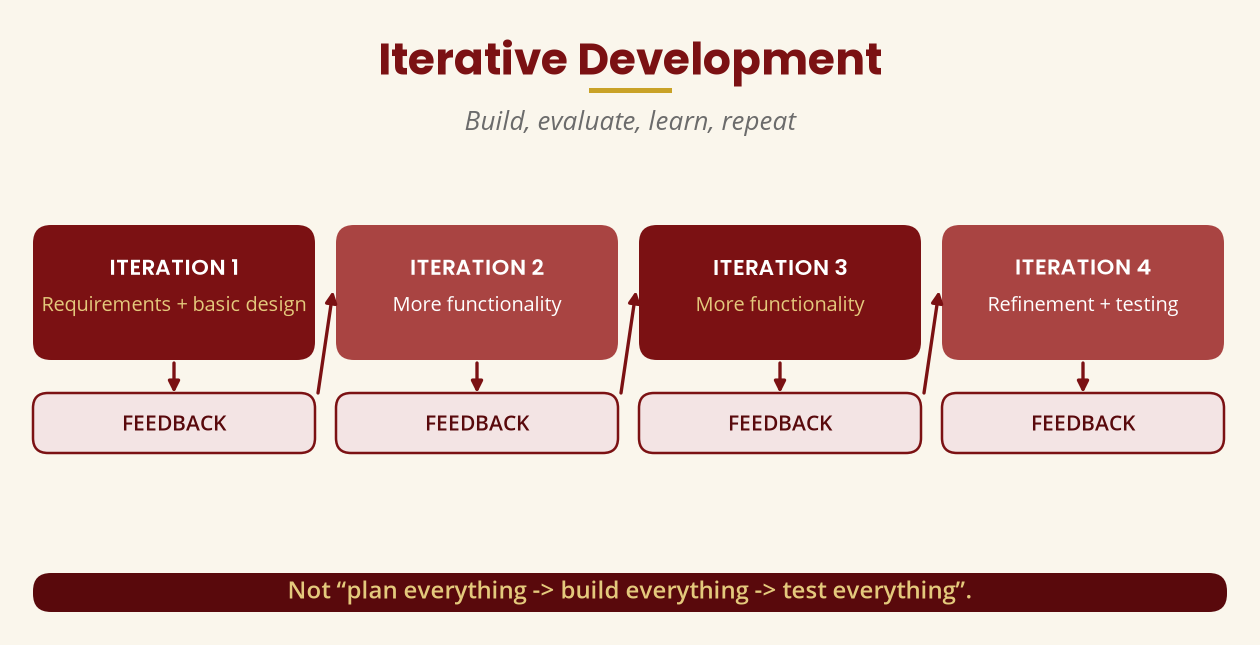 Iterative Development
Build, evaluate, learn, repeat
ITERATION 1
Requirements + basic design
FEEDBACK
ITERATION 2
More functionality
FEEDBACK
ITERATION 3
More functionality
FEEDBACK
ITERATION 4
Refinement + testing
FEEDBACK
Not “plan everything -> build everything -> test everything”.